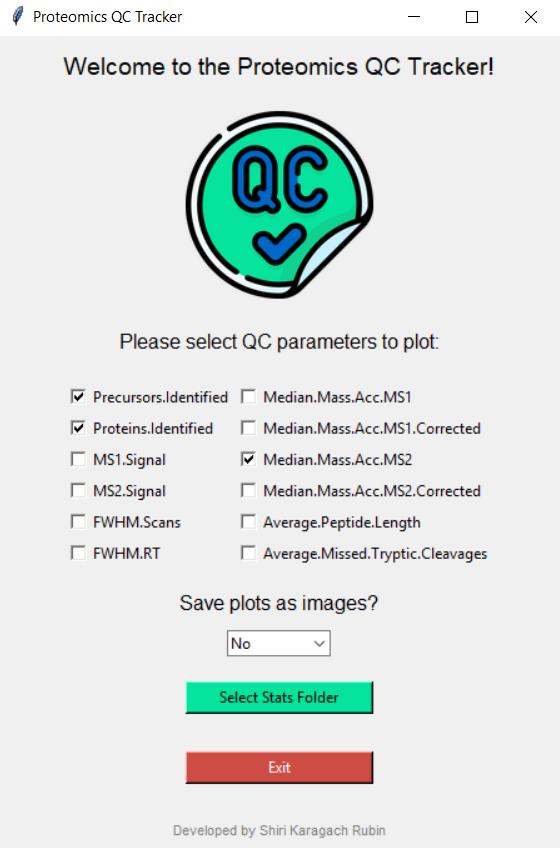 Proteomics QC Tracker
Welcome to the Proteomics QC Tracker!
QC
Please select QC parameters to plot:
Precursors.Identified
Proteins.Identified
MS1.Signal
MS2.Signal
FWHM.Scans
FWHM.RT
Median.Mass.Acc.MS1
Median.Mass.Acc.MS1.Corrected
Median.Mass.Acc.MS2
Median.Mass.Acc.MS2.Corrected
Average.Peptide.Length
Average.Missed.Tryptic.Cleavages
Save plots as images?
No
Select Stats Folder
Exit
Developed by Shiri Karagach Rubin